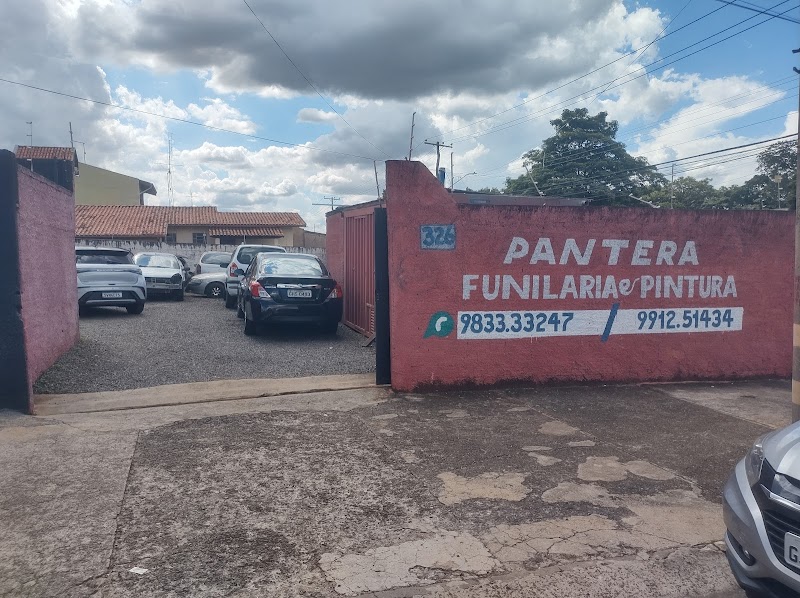 326
PANTERA
FUNILARIA e PINTURA
9833.33247 / 9912.51434